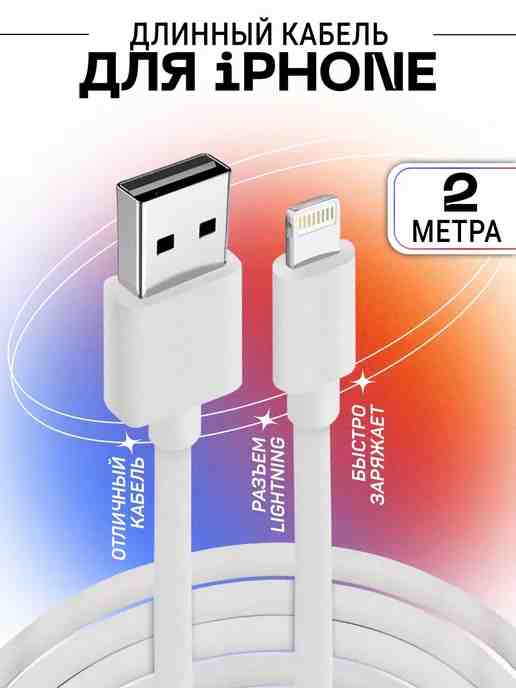 ДЛИННЫЙ КАБЕЛЬ
ДЛЯ iPHONE
2
МЕТРА
ОТЛИЧНЫЙ
КАБЕЛЬ
РАЗЪЕМ
LIGHTNING
БЫСТРО
ЗАРЯЖАЕТ